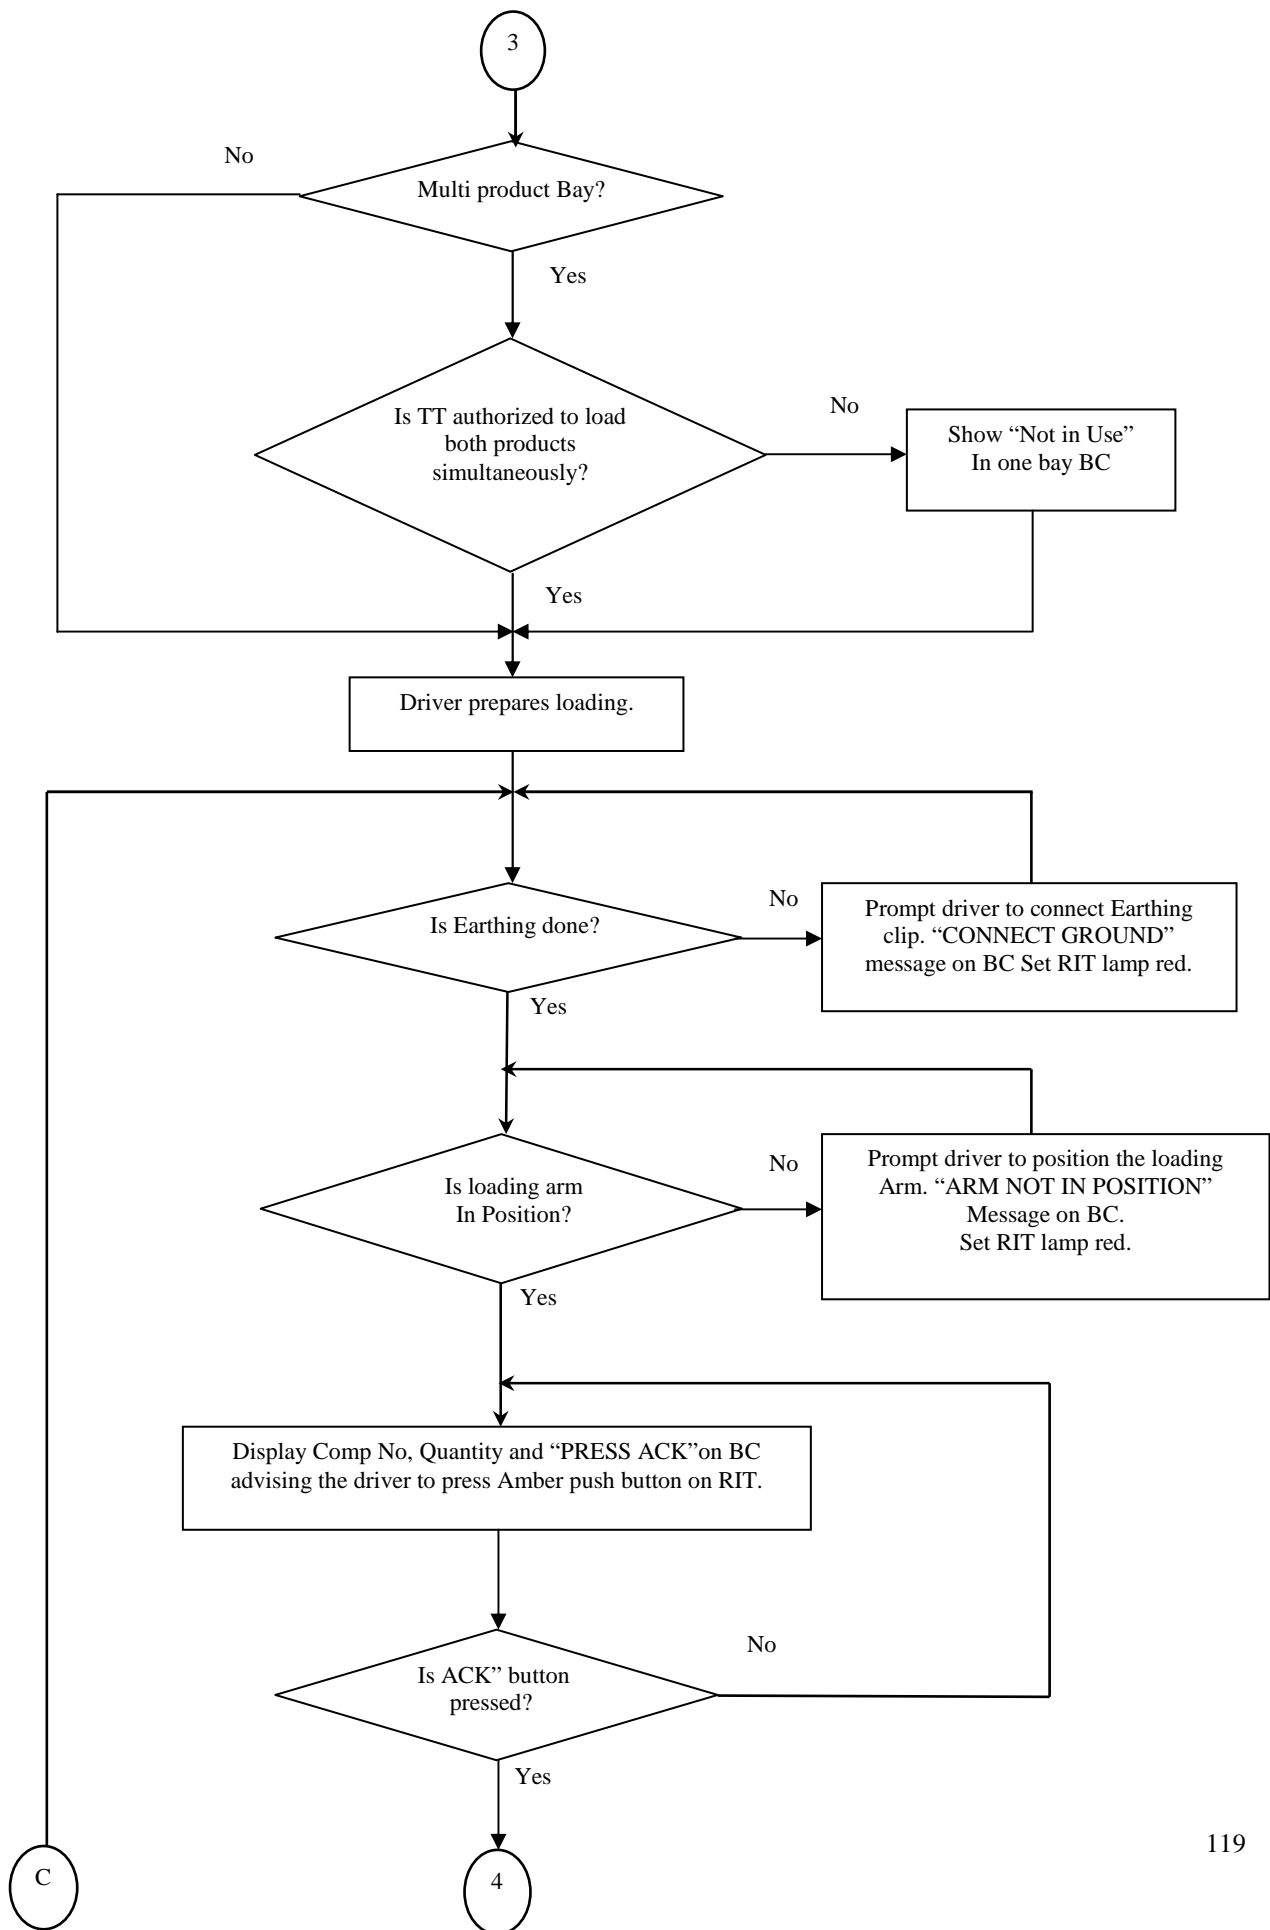 3
No
Multi product Bay?
Yes
Is TT authorized to load
both products
simultaneously?
No
Show “Not in Use”
In one bay BC
Yes
Driver prepares loading.
Is Earthing done?
No
Prompt driver to connect Earthing
clip. “CONNECT GROUND”
message on BC Set RIT lamp red.
Yes
Is loading arm
In Position?
No
Prompt driver to position the loading
Arm. “ARM NOT IN POSITION”
Message on BC.
Set RIT lamp red.
Yes
Display Comp No, Quantity and “PRESS ACK”on BC
advising the driver to press Amber push button on RIT.
Is ACK” button
pressed?
No
Yes
C
4
119